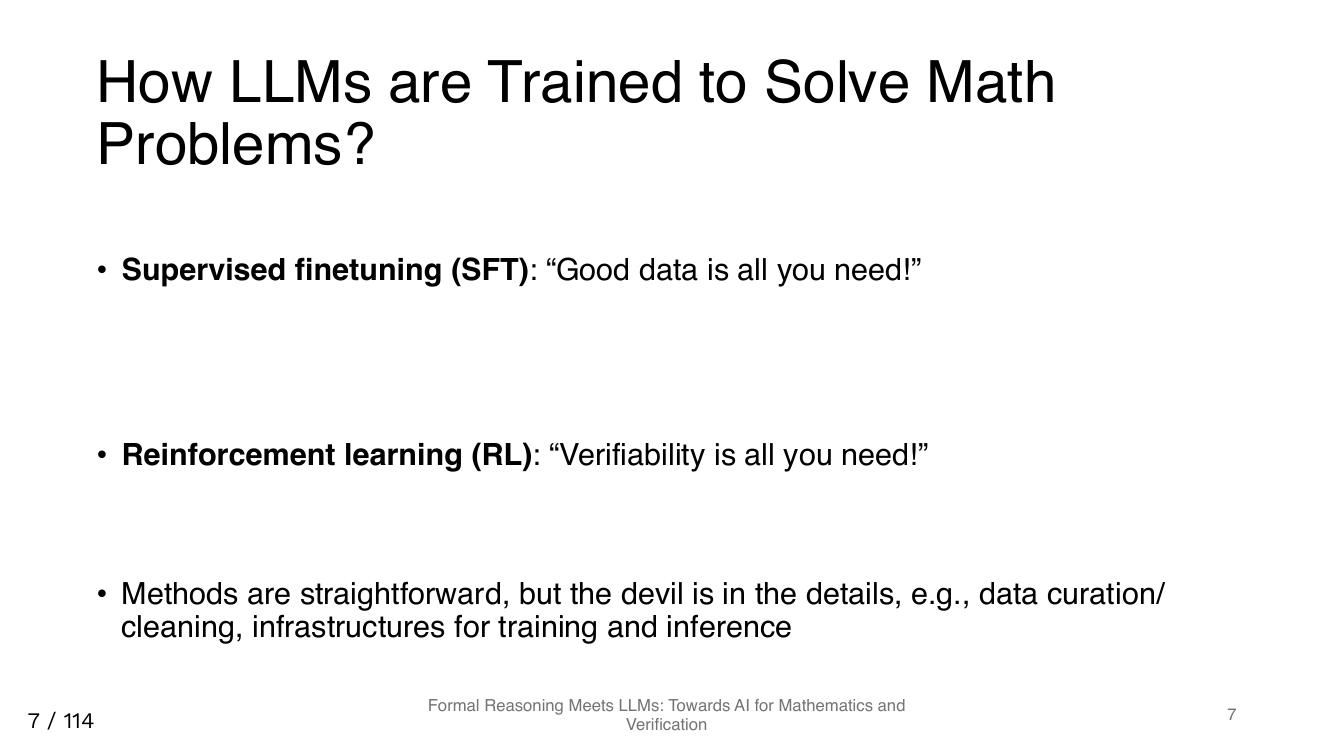 How LLMs are Trained to Solve Math
Problems?
• Supervised finetuning (SFT): “Good data is all you need!”
• Reinforcement learning (RL): “Verifiability is all you need!”
• Methods are straightforward, but the devil is in the details, e.g., data curation/
cleaning, infrastructures for training and inference
Formal Reasoning Meets LLMs: Towards AI for Mathematics and
Verification
7 / 114
7